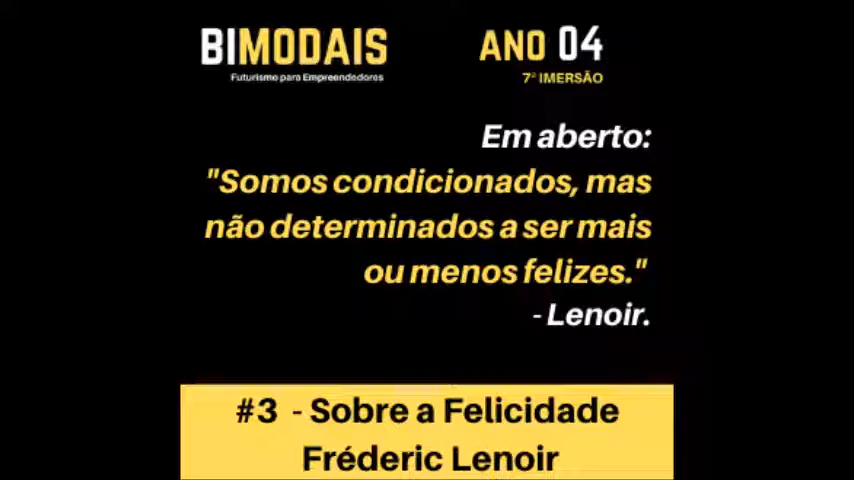 BIMODAIS
Futurismo para Empreendedores
ANO 04
7ª IMERSÃO
Em aberto:
"Somos condicionados, mas
não determinados a ser mais
ou menos felizes."
- Lenoir.
#3 - Sobre a Felicidade
Fréderic Lenoir